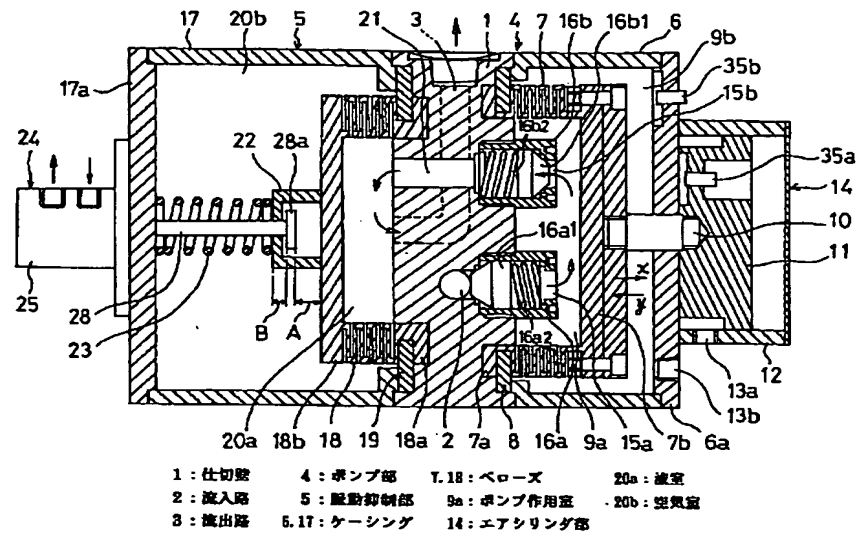 17 20b 5 21 3 1 4 7 16b 16b1 6
9b
35b
15b
17a
24 22 28a
16b2
35a
14
16a1
10
11
25
x
x
28 B A
16a2
23
12
13a
13b
20a 18b 18 19 18a 2 7a 8 16a 9a 15a 7b 6a
1：仕切壁 4：ポンプ部 7.18：ベローズ 20a：液室
2：流入路 5：脈動抑制部 9a：ポンプ作用室 20b：空気室
3：流出路 6.17：ケーシング 14：エアシリンダ部